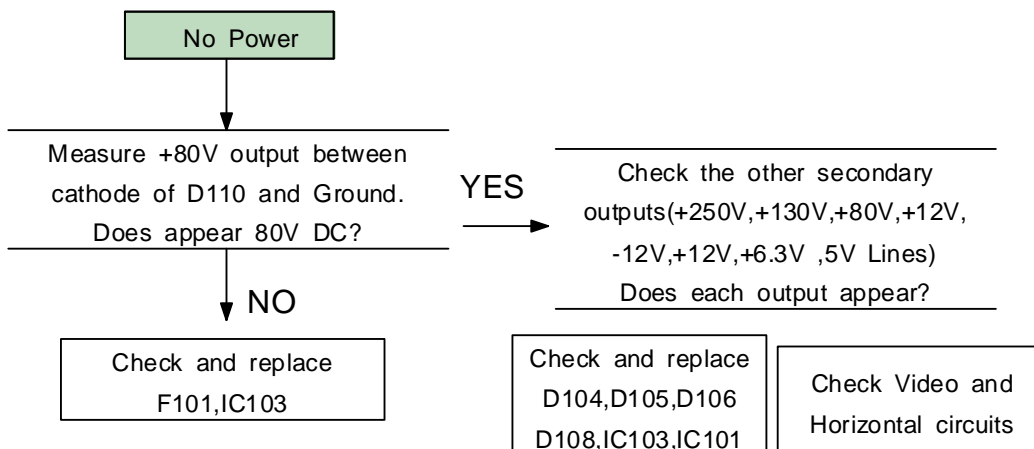 No Power
Measure +80V output between
cathode of D110 and Ground.
Does appear 80V DC?
YES
Check the other secondary
outputs(+250V,+130V,+80V,+12V,
-12V,+12V,+6.3V ,5V Lines)
Does each output appear?
NO
Check and replace
F101,IC103
Check and replace
D104,D105,D106
D108,IC103,IC101
Check Video and
Horizontal circuits